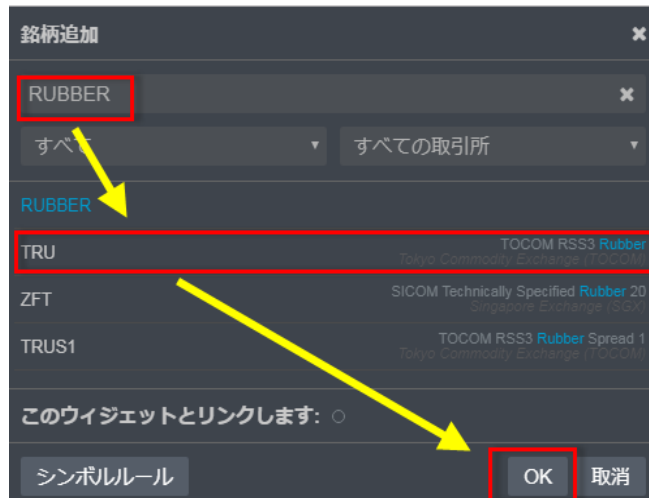 銘柄追加 ✖
RUBBER ✖
すべて ▼ すべての取引所 ▼
RUBBER
TRU TOCOM RSS3 Rubber
Tokyo Commodity Exchange (TOCOM)
ZFT SICOM Technically Specified Rubber 20
Singapore Exchange (SGX)
TRUS1 TOCOM RSS3 Rubber Spread 1
Tokyo Commodity Exchange (TOCOM)
このウィジェットとリンクします:
シンボルルール OK 取消